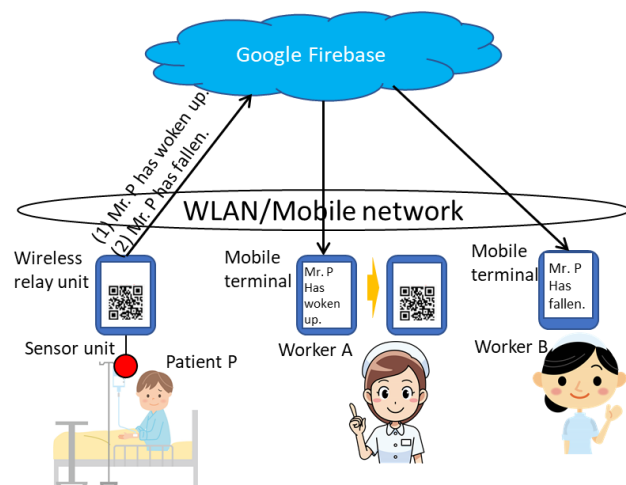 Google Firebase
(1) Mr. P has woken up.
(2) Mr. P has fallen.
WLAN/Mobile network
Wireless
relay unit
Mobile
terminal
Mr. P
Has
woken
up.
Mobile
terminal
Mr. P
Has
fallen.
Sensor unit
Patient P
Worker A
Worker B